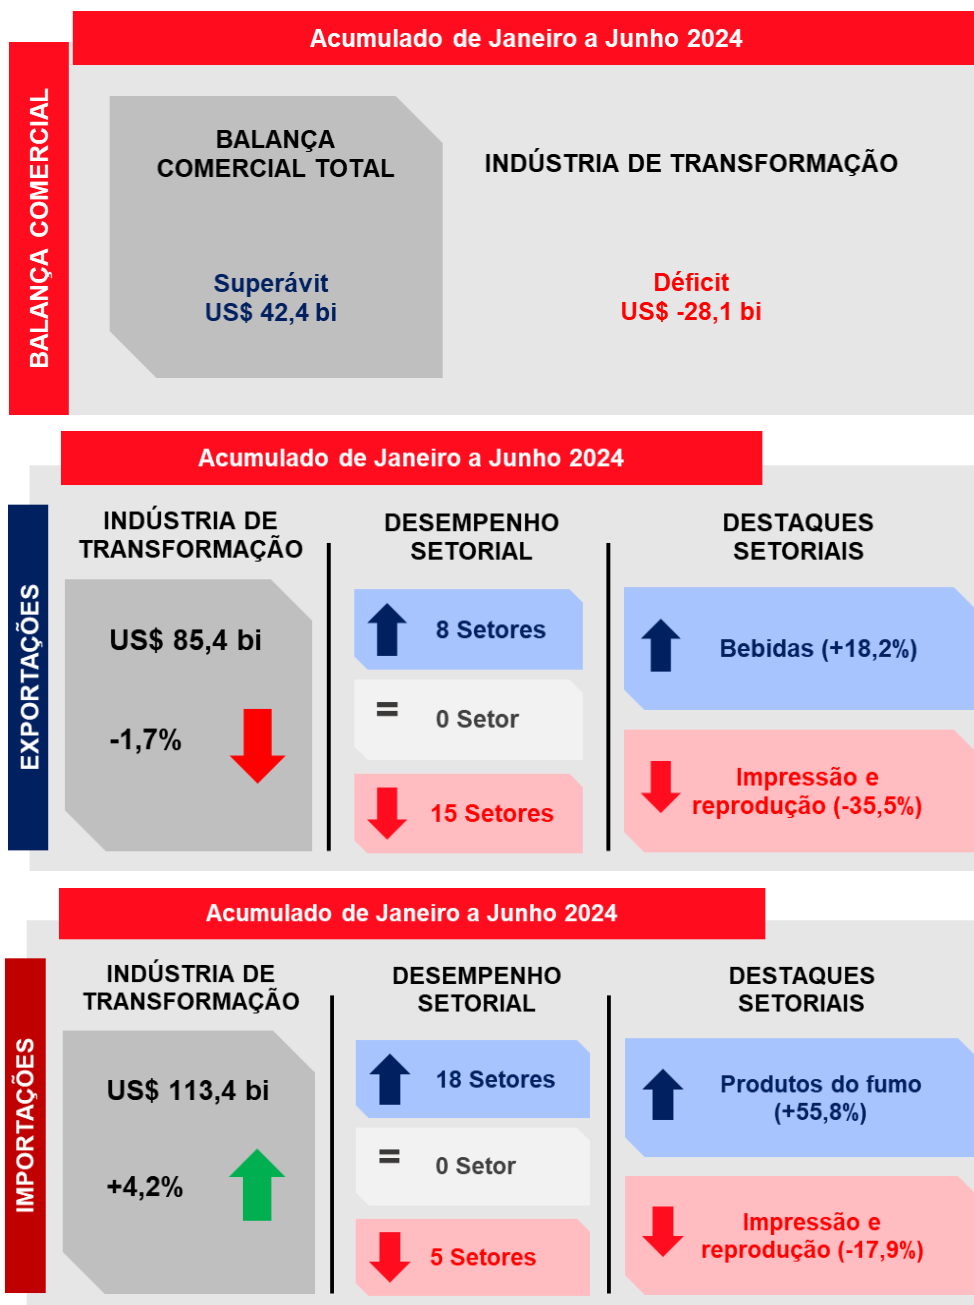 Acumulado de Janeiro a Junho 2024
BALANÇA COMERCIAL
BALANÇA
COMERCIAL TOTAL
Superávit
US$ 42,4 bi
INDÚSTRIA DE TRANSFORMAÇÃO
Déficit
US$ -28,1 bi
Acumulado de Janeiro a Junho 2024
EXPORTAÇÕES
INDÚSTRIA DE
TRANSFORMAÇÃO
US$ 85,4 bi
-1,7%
DESEMPENHO
SETORIAL
8 Setores
= 0 Setor
15 Setores
DESTAQUES
SETORIAIS
Bebidas (+18,2%)
Impressão e
reprodução (-35,5%)
Acumulado de Janeiro a Junho 2024
IMPORTAÇÕES
INDÚSTRIA DE
TRANSFORMAÇÃO
US$ 113,4 bi
+4,2%
DESEMPENHO
SETORIAL
18 Setores
= 0 Setor
5 Setores
DESTAQUES
SETORIAIS
Produtos do fumo
(+55,8%)
Impressão e
reprodução (-17,9%)